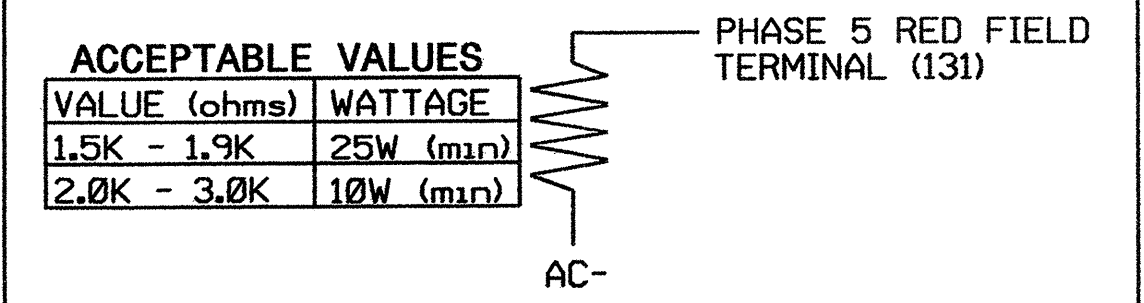 ACCEPTABLE VALUES
VALUE (ohms) WATTAGE
1.5K - 1.9K 25W (min)
2.0K - 3.0K 10W (min)
PHASE 5 RED FIELD
TERMINAL (131)
AC-